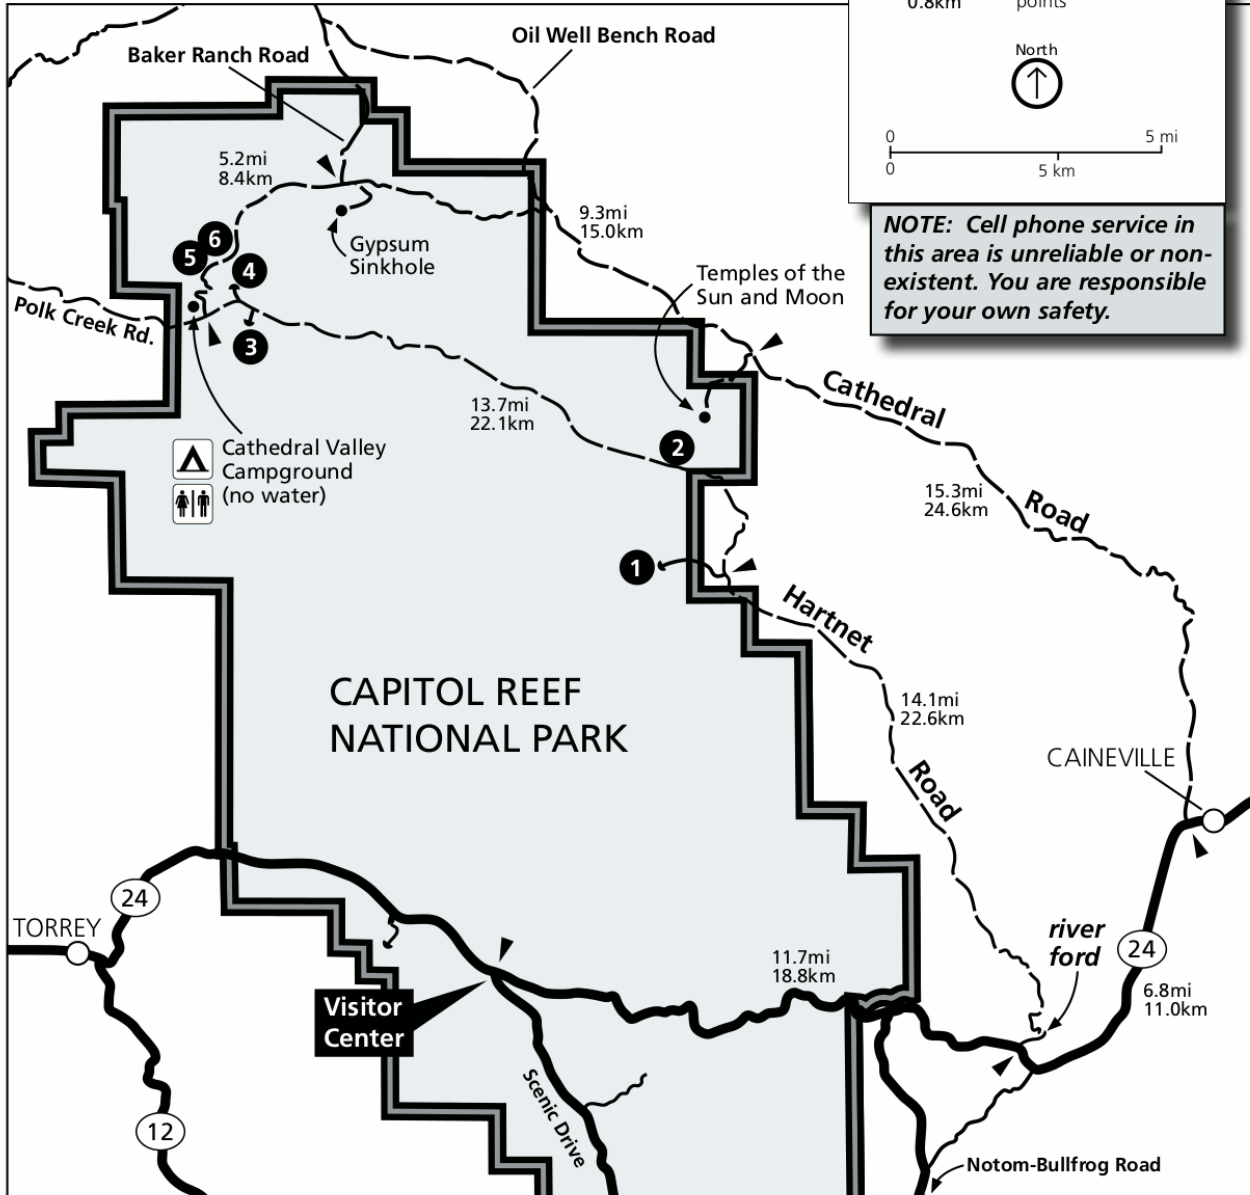 0.8km
points
North
0
5 mi
0
5 km
NOTE: Cell phone service in
this area is unreliable or non-
existent. You are responsible
for your own safety.
Oil Well Bench Road
Baker Ranch Road
5.2mi
8.4km
9.3mi
15.0km
Gypsum
Sinkhole
6
5
4
3
Temples of the
Sun and Moon
Polk Creek Rd.
Cathedral
Road
13.7mi
22.1km
2
Cathedral Valley
Campground
(no water)
15.3mi
24.6km
1
Hartnet
Road
CAPITOL REEF
NATIONAL PARK
14.1mi
22.6km
CAINEVILLE
24
TORREY
river
ford
24
11.7mi
18.8km
6.8mi
11.0km
Visitor
Center
Scenic Drive
12
Notom-Bullfrog Road